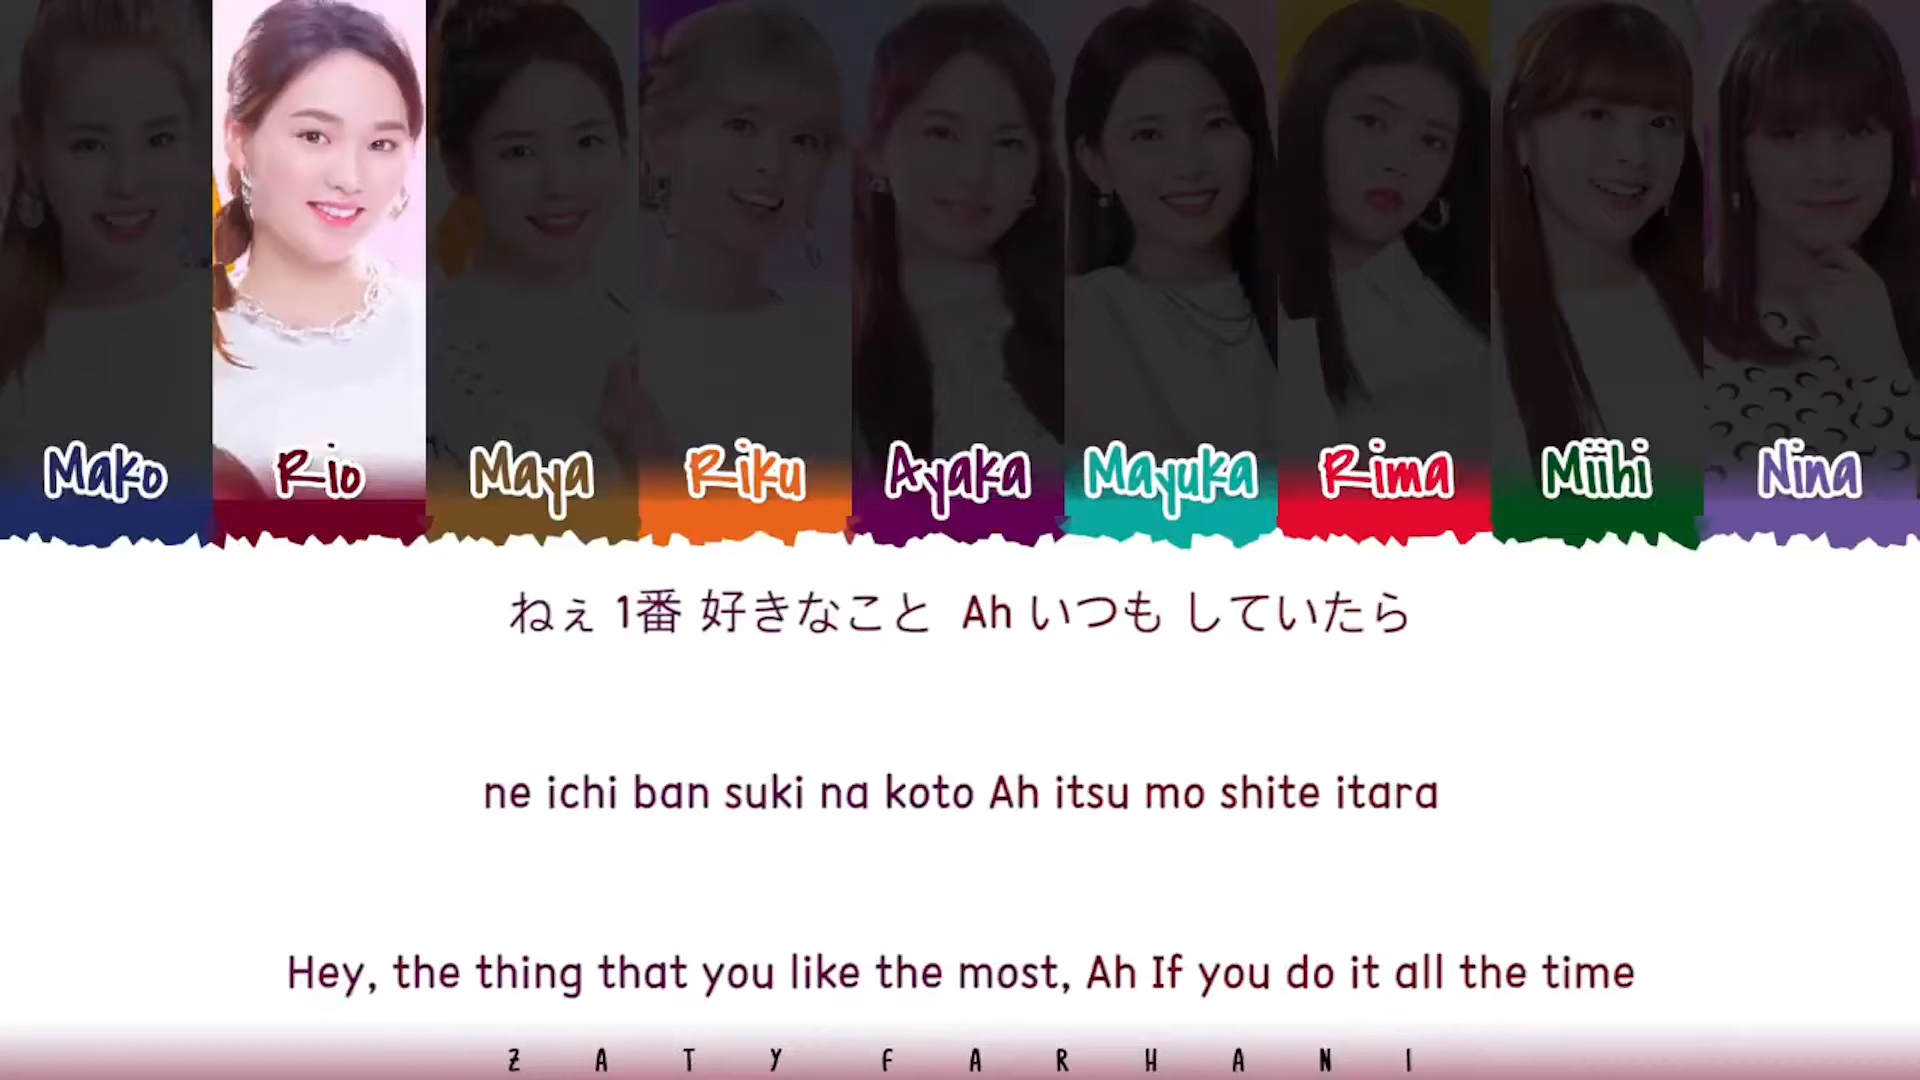 Mako Rio Maya Riku Ayaka Mayuka Rima Miihi Nina
ねぇ 1番 好きなこと Ah いつも していたら
ne ichi ban suki na koto Ah itsu mo shite itara
Hey, the thing that you like the most, Ah If you do it all the time
ZATY FARHANI